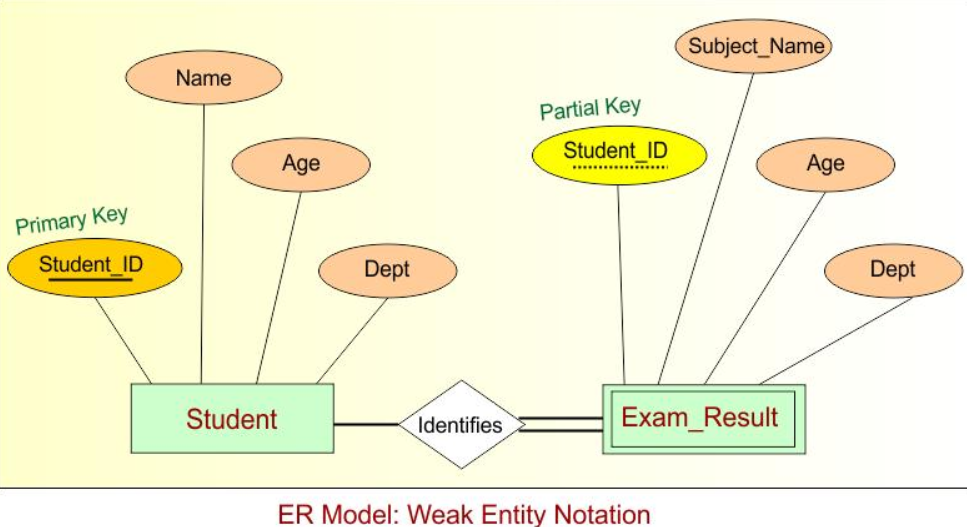 Subject_Name
Name
Partial Key
Student_ID
Age
Age
Primary Key
Student_ID
Dept
Dept
Student
Identifies
Exam_Result
ER Model: Weak Entity Notation